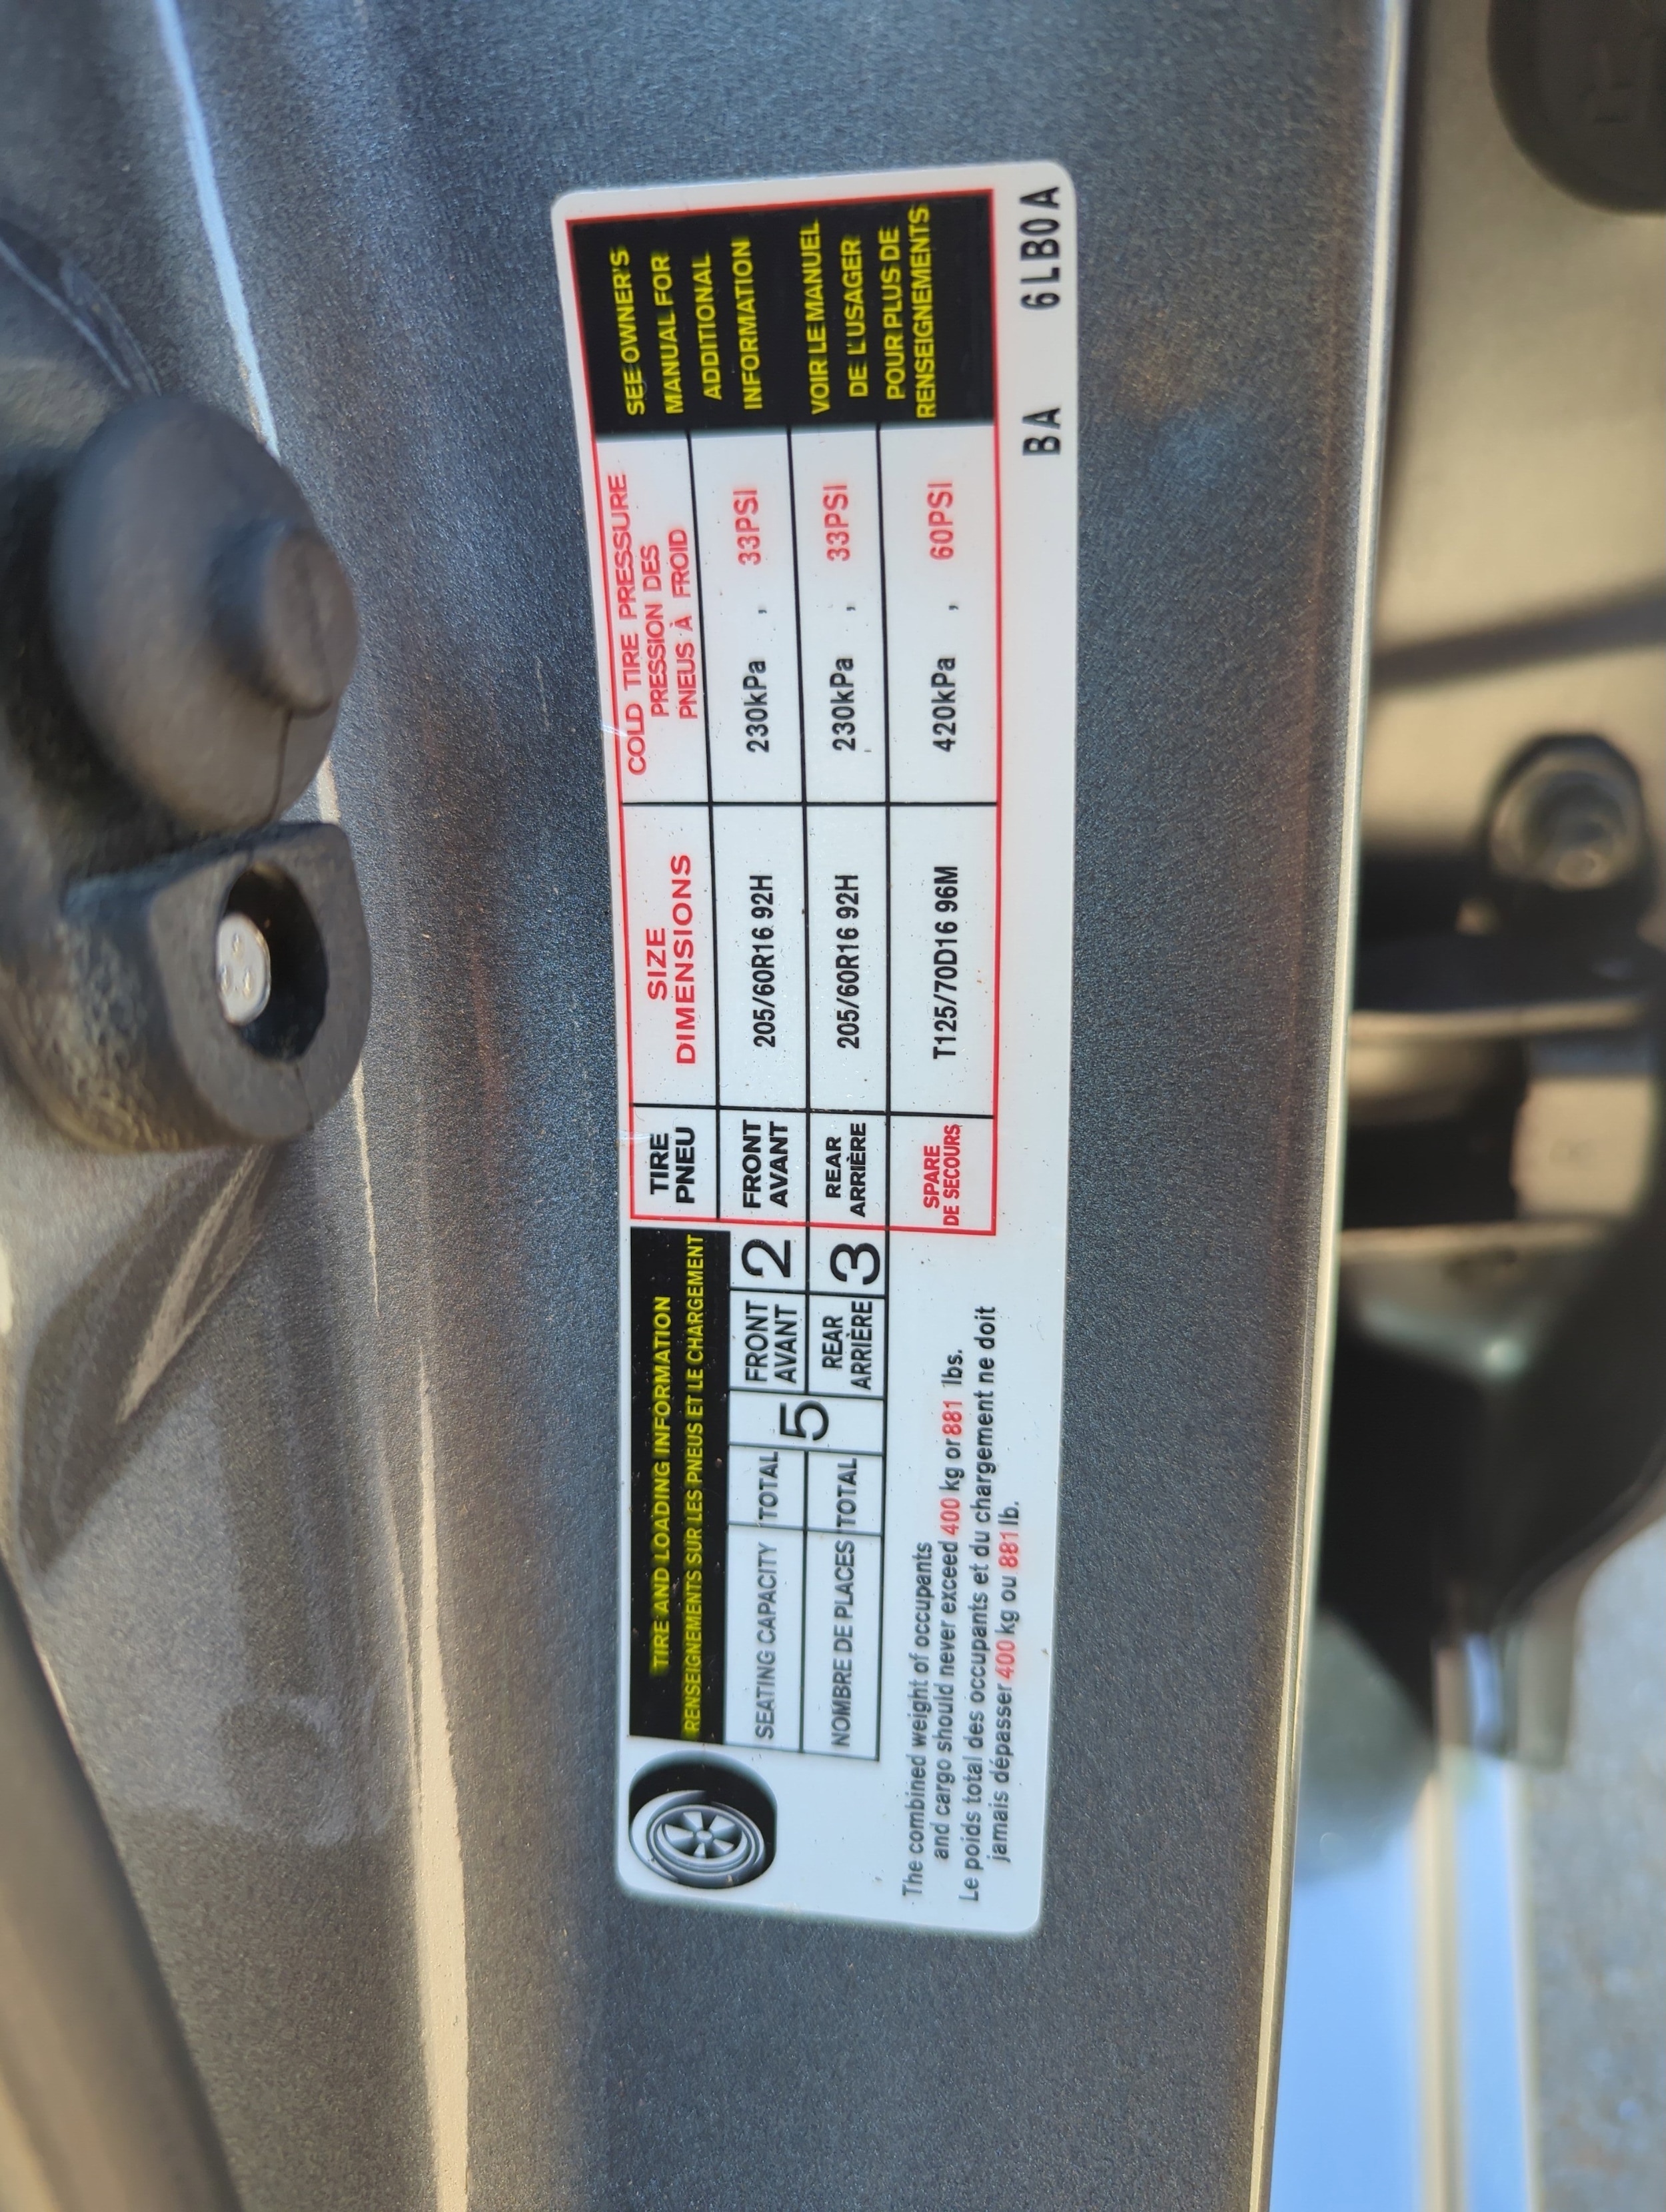 TIRE AND LOADING INFORMATION
RENSEIGNEMENTS SUR LES PNEUS ET LE CHARGEMENT
SEATING CAPACITY TOTAL 5 FRONT AVANT 2
NOMBRE DE PLACES TOTAL REAR ARRIÈRE 3
The combined weight of occupants
and cargo should never exceed 400 kg or 881 lbs.
Le poids total des occupants et du chargement ne doit
jamais dépasser 400 kg ou 881 lb.
TIRE
PNEU
SIZE
DIMENSIONS
COLD TIRE PRESSURE
PRESSION DES
PNEUS À FROID
FRONT
AVANT
205/60R16 92H
230kPa , 33PSI
REAR
ARRIÈRE
205/60R16 92H
230kPa , 33PSI
SPARE
DE SECOURS
T125/70D16 96M
420kPa , 60PSI
SEE OWNER'S
MANUAL FOR
ADDITIONAL
INFORMATION
VOIR LE MANUEL
DE L'USAGER
POUR PLUS DE
RENSEIGNEMENTS
BA 6LB0A